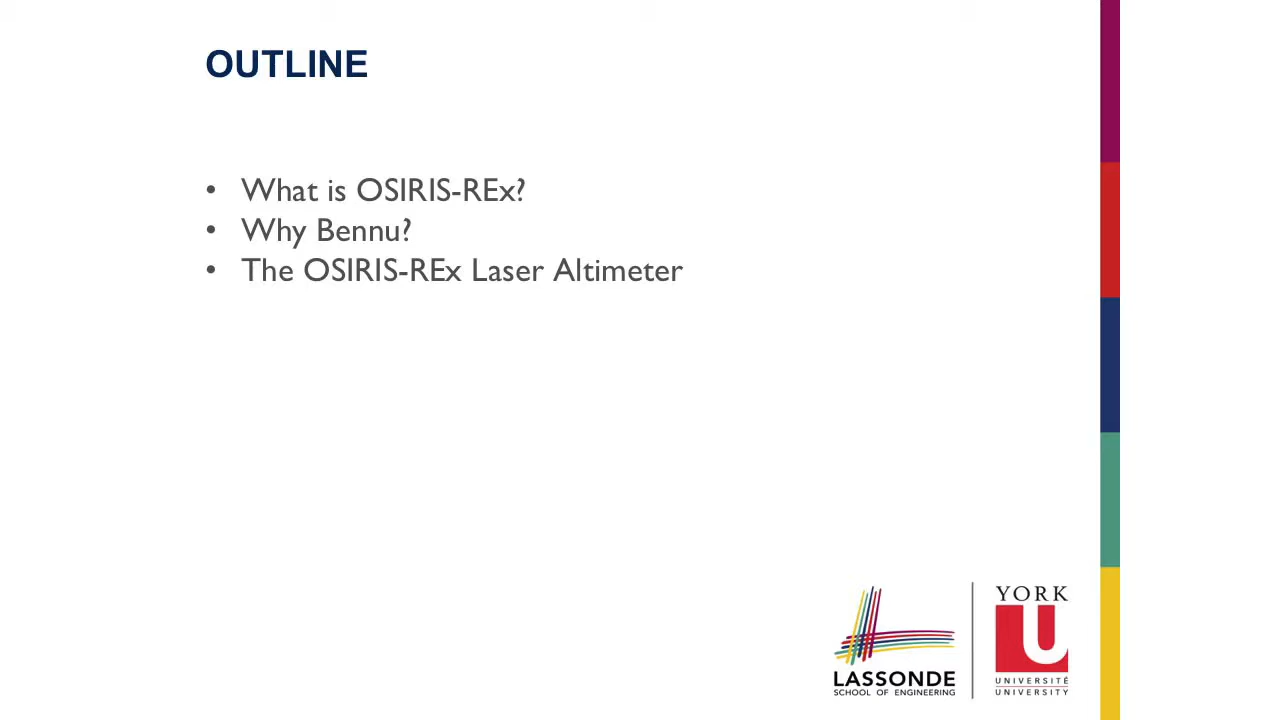 OUTLINE
• What is OSIRIS-REx?
• Why Bennu?
• The OSIRIS-REx Laser Altimeter
LASSONDE
SCHOOL OF ENGINEERING
YORK
U
UNIVERSITÉ
UNIVERSITY